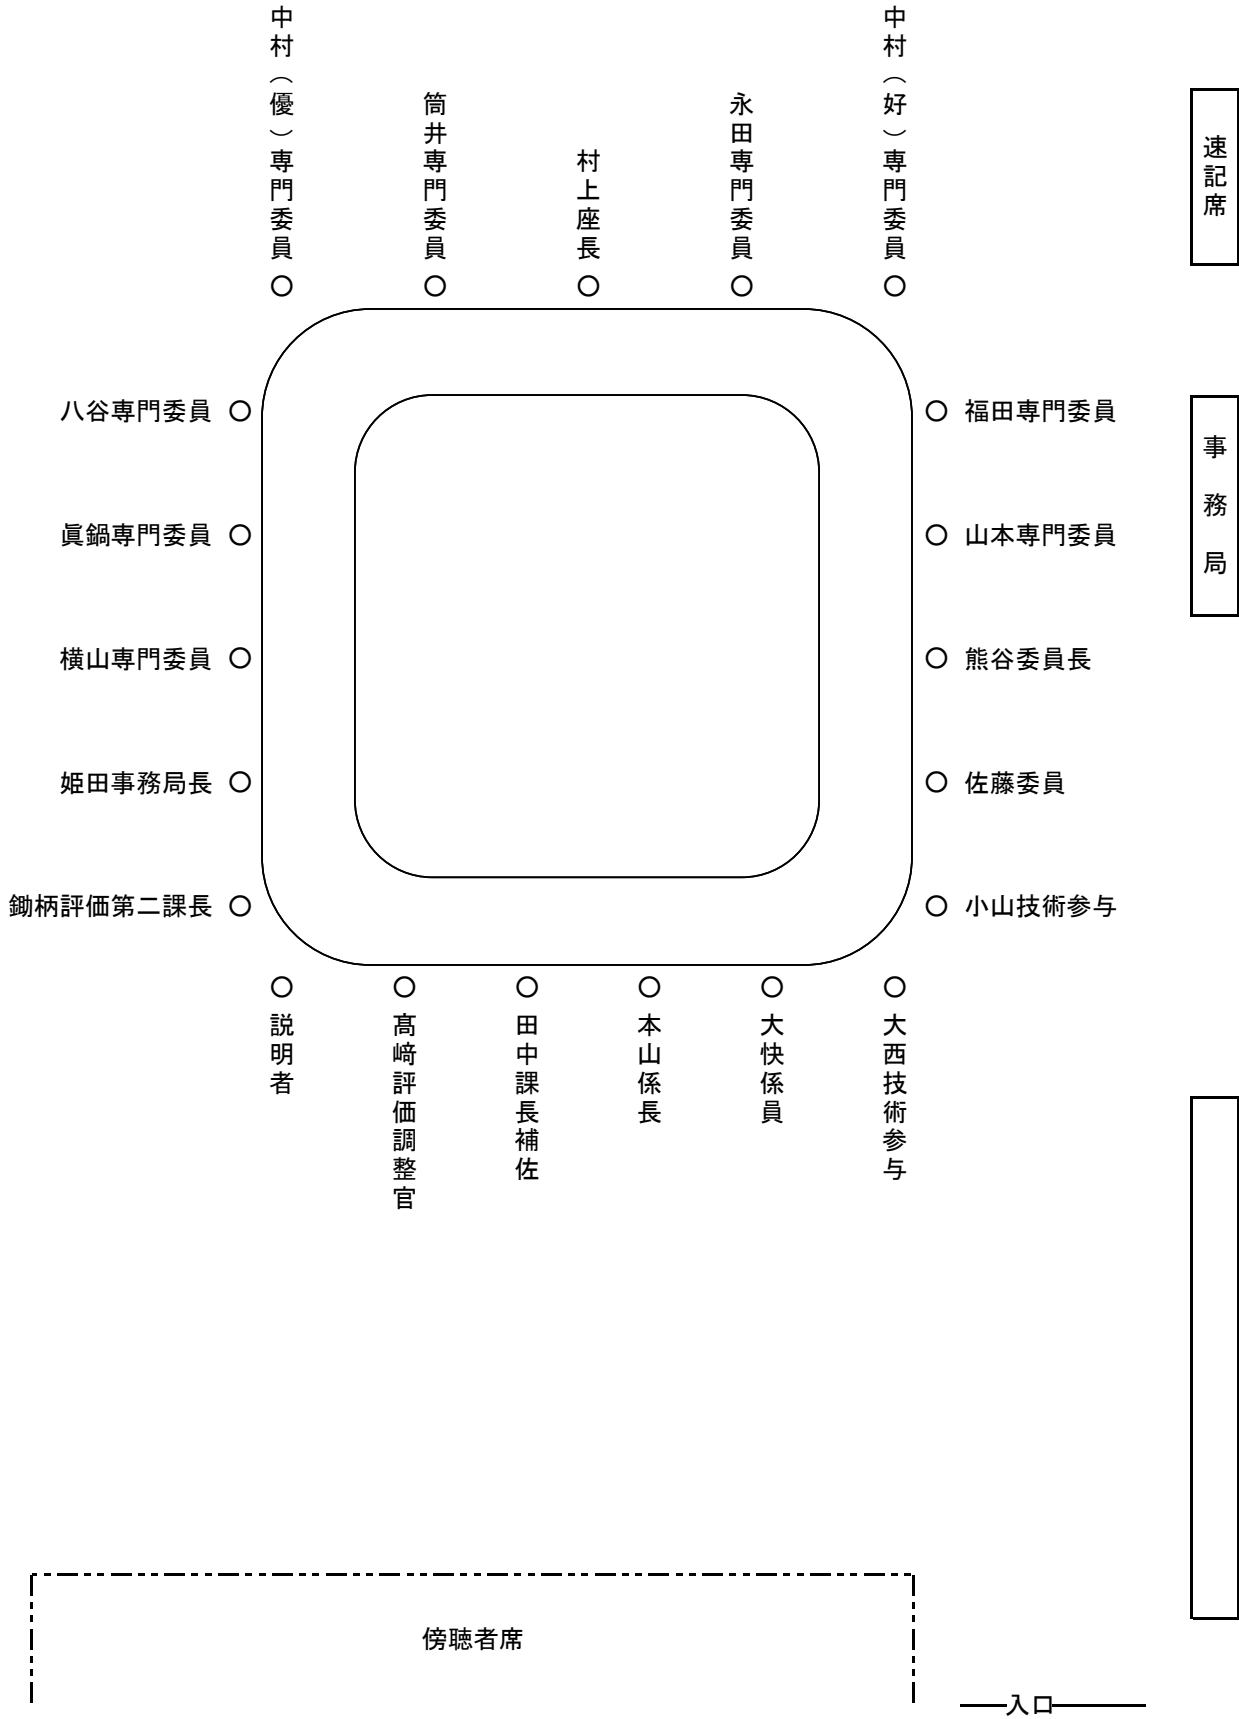 中村（優）専門委員
筒井専門委員
村上座長
永田専門委員
中村（好）専門委員
速記席
八谷専門委員
福田専門委員
事務局
眞鍋専門委員
山本専門委員
横山専門委員
熊谷委員長
姫田事務局長
佐藤委員
鋤柄評価第二課長
小山技術参与
説明者
髙﨑評価調整官
田中課長補佐
本山係長
大快係員
大西技術参与
傍聴者席
入口